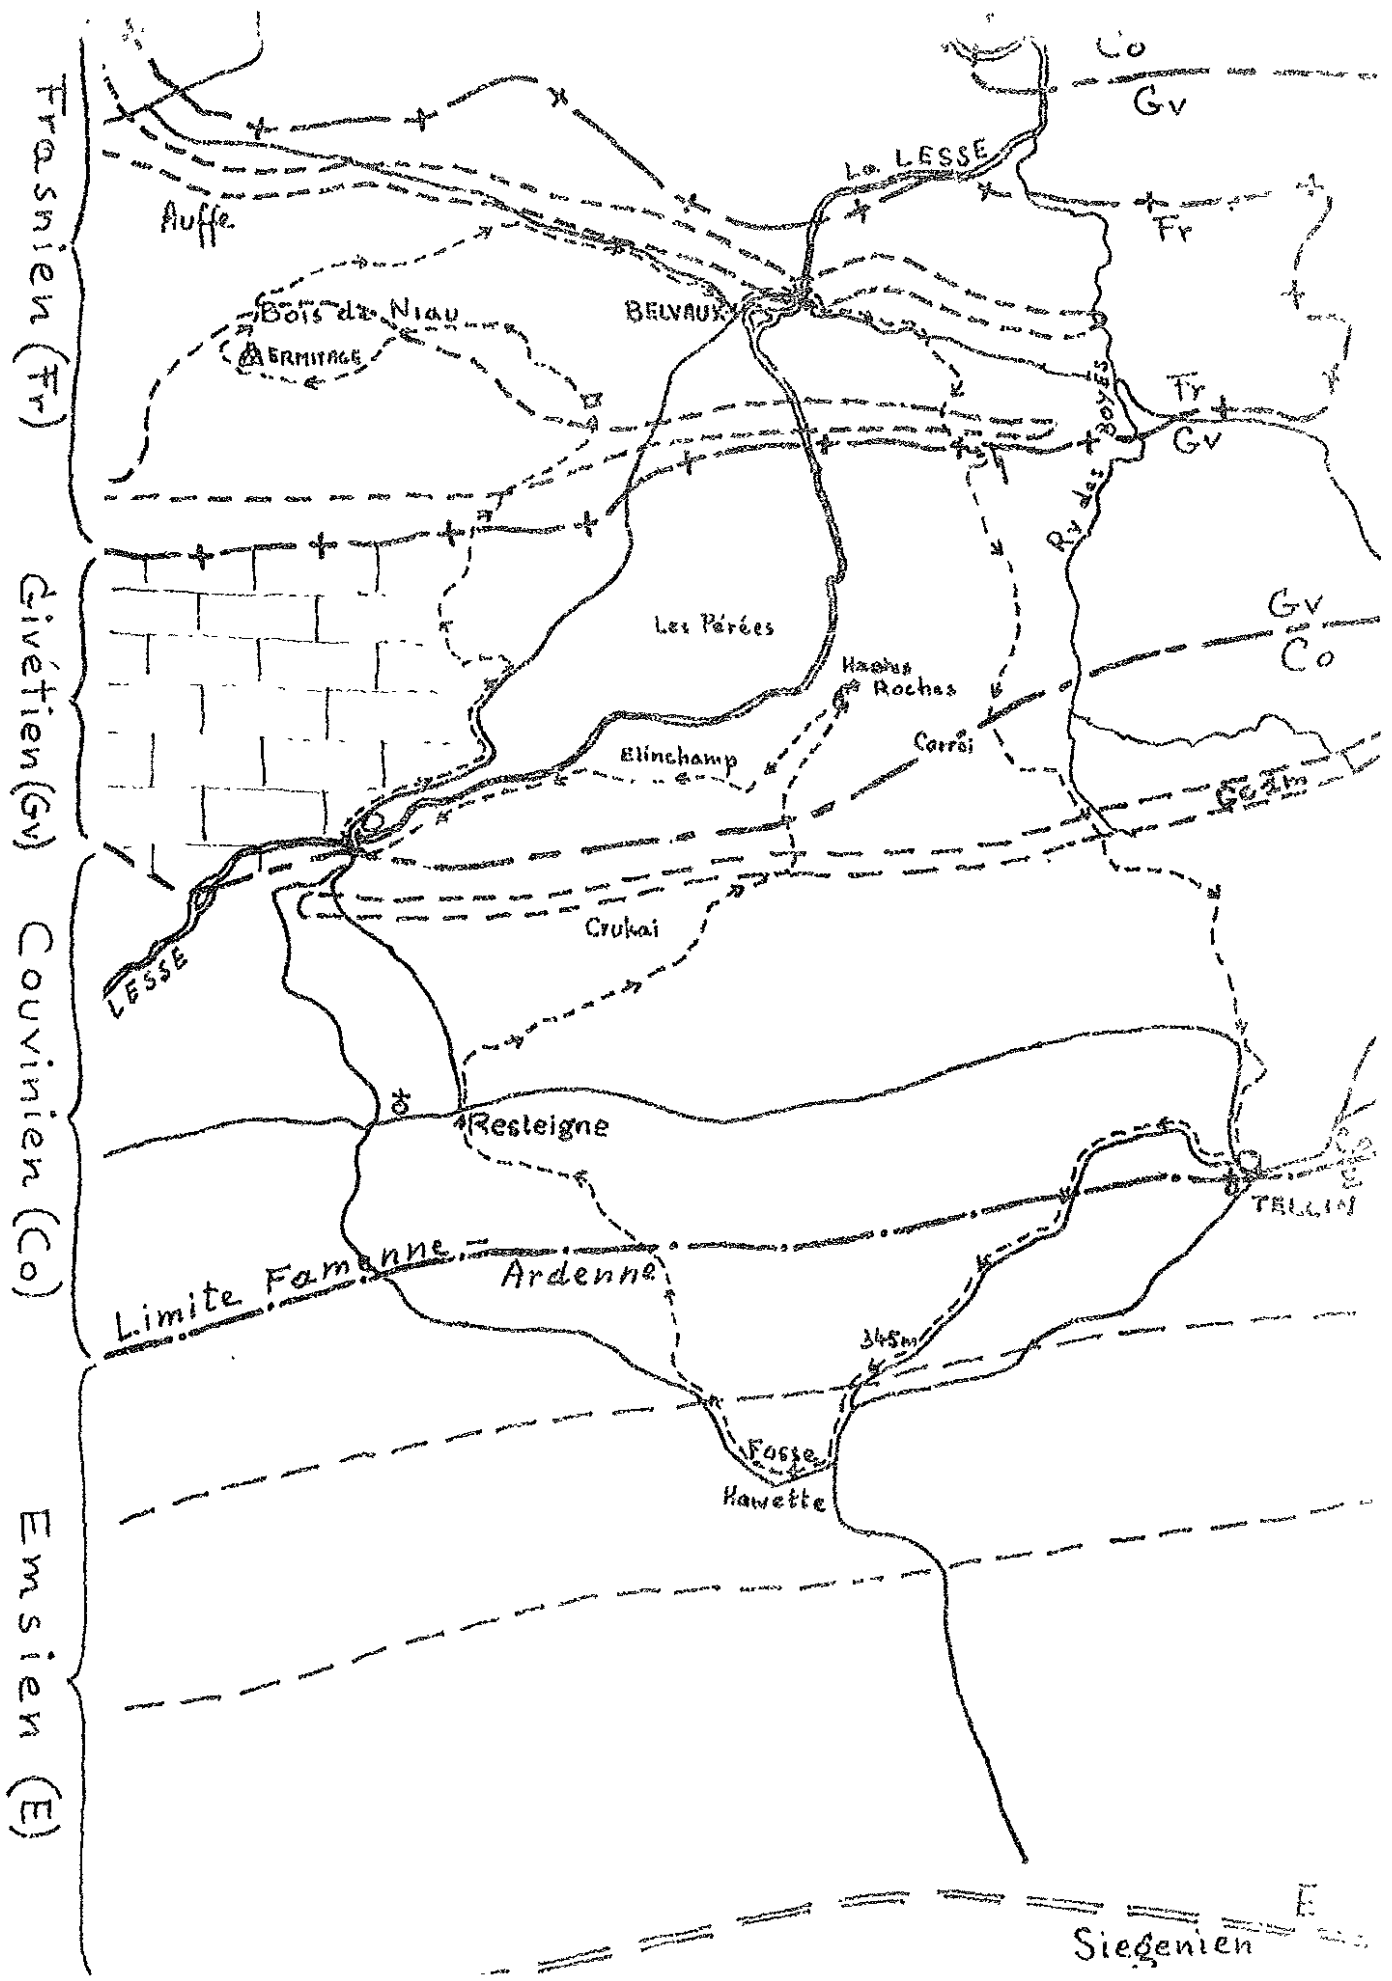 Co
Gv
La LESSE
Fr
Auffe
Bois de Niau
ERMITAGE
BELVAUX
Fr
Gv
Ry des BOYES
Les Pérées
Gv
Co
Hautes
Roches
Elinchamp
Carroi
Crukai
LESSE
Resteigne
TELLIN
Limite Famenne -
Ardenne
345m
Fosse
Hawette
E
Siegenien
Frasnien (Fr)
Givétien (Gv)
Couvinien (Co)
Emsien (E)